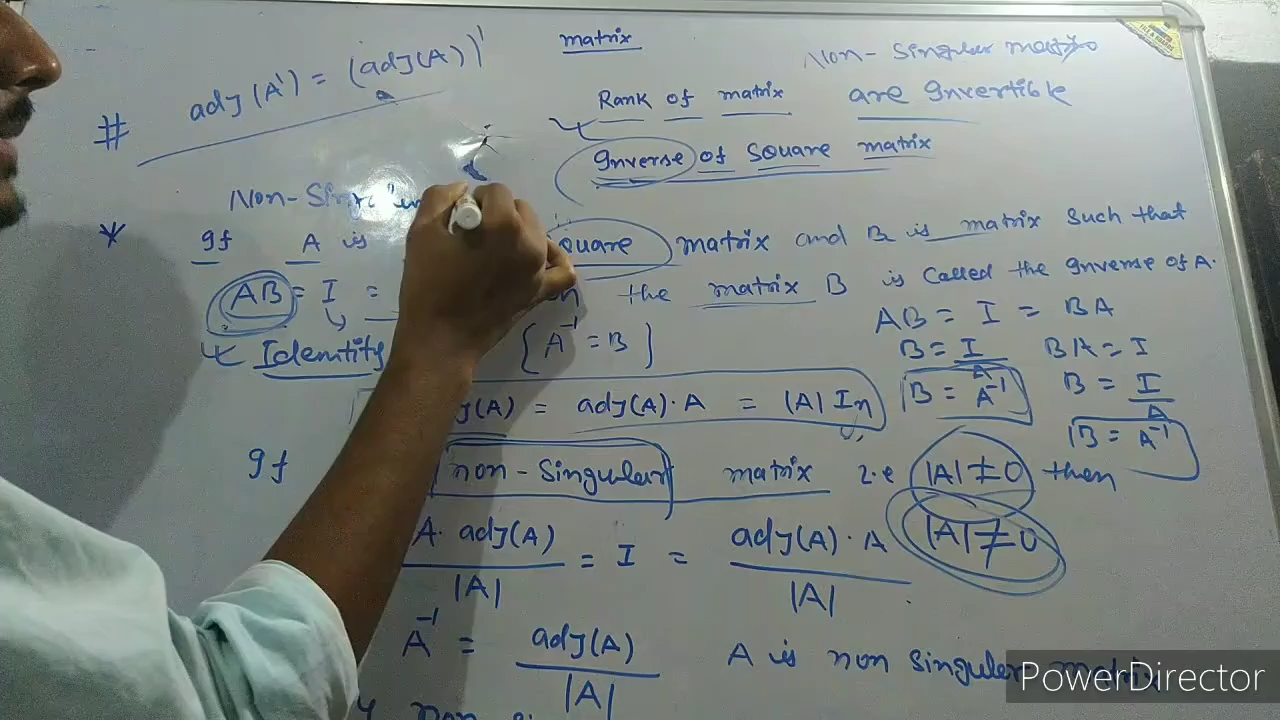 matrix
# adj(A') = (adj(A))'
Non-Singular
are Invertible
Rank of matrix
Inverse of Square matrix
* If A is square matrix and B is matrix Such that
AB = I = the matrix B is Called the Inverse of A.
Identity
[A⁻¹ = B]
AB = I = BA
B = I/A BA = I
B = A⁻¹ B = I/A
B = A⁻¹
(A) = adj(A)·A = |A| In
If non-Singular matrix i.e |A| ≠ 0 then
|A| ≠ 0
A. adj(A)/|A| = I = adj(A)·A/|A|
A⁻¹ = adj(A)/|A| A is non Singular matrix
non
PowerDirector